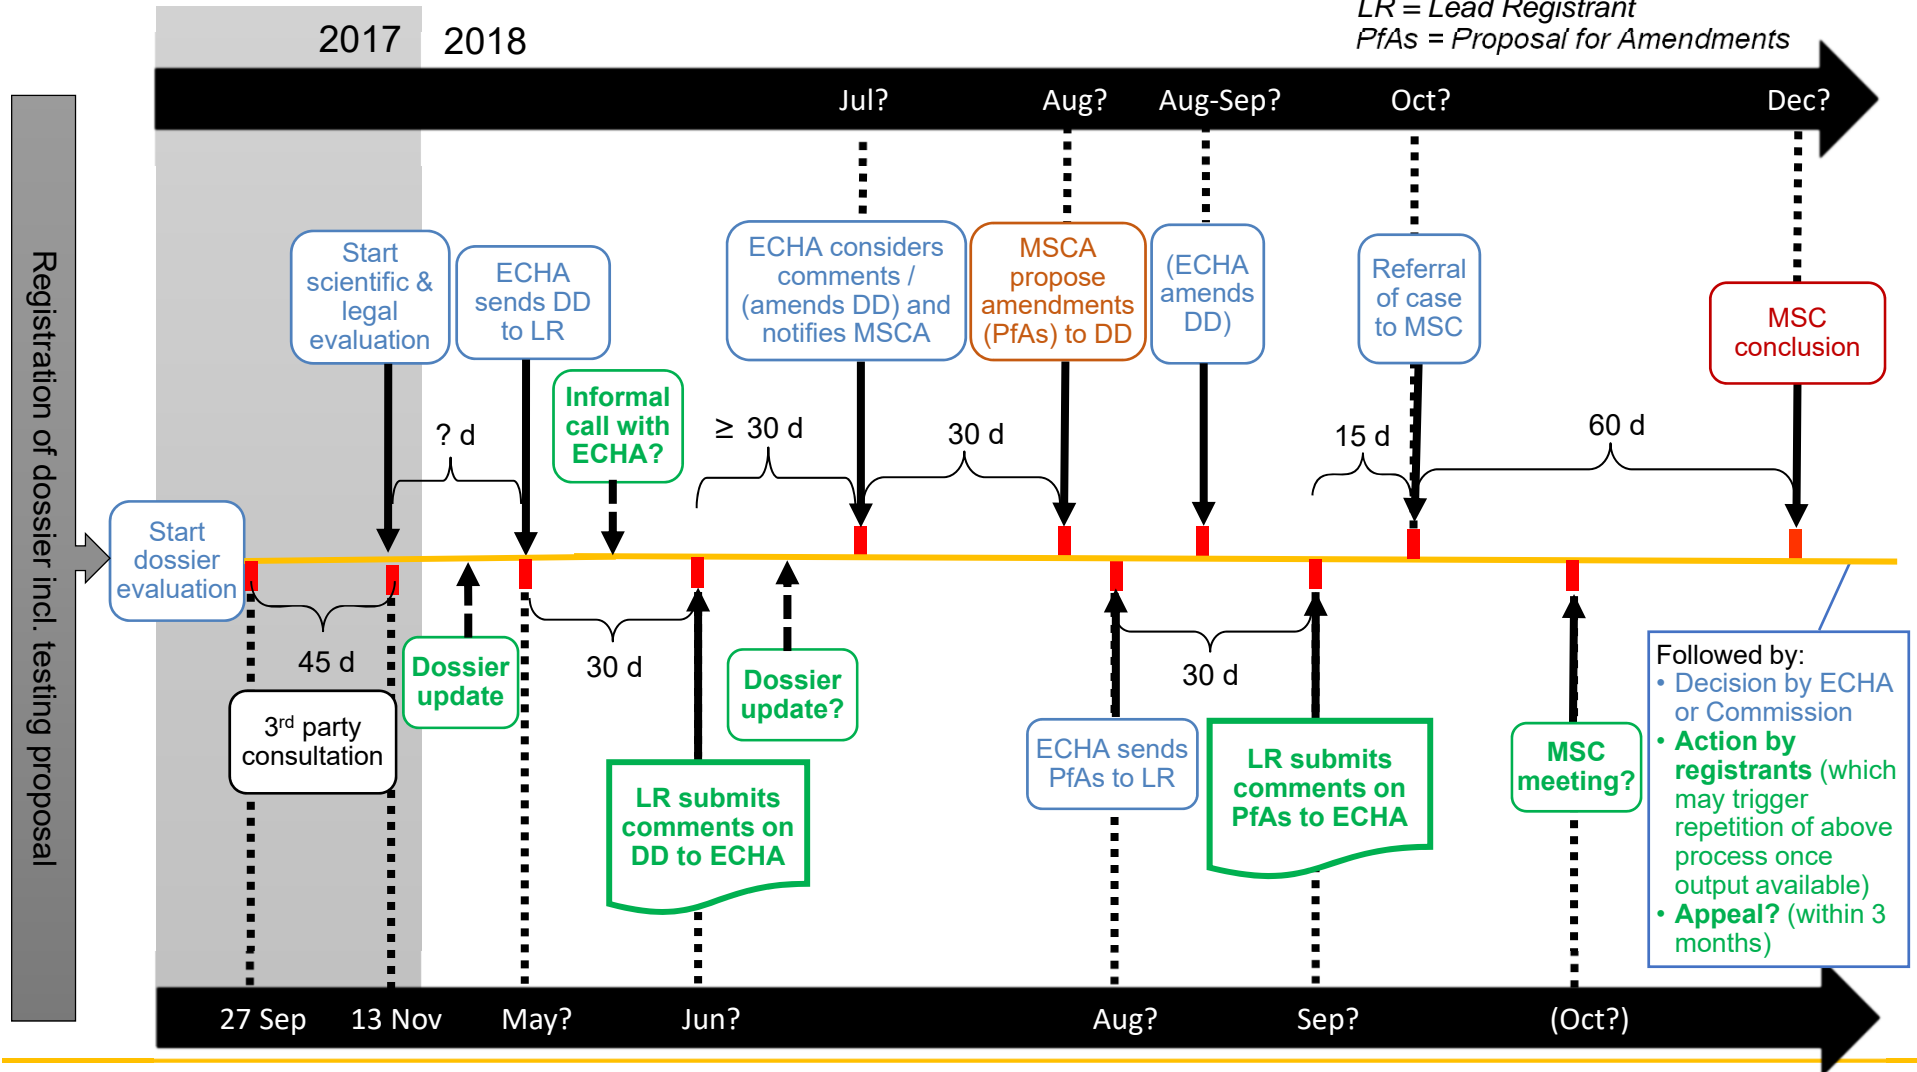 LR = Lead Registrant
PfAs = Proposal for Amendments
2017
2018
Jul?
Aug?
Aug-Sep?
Oct?
Dec?
Registration of dossier incl. testing proposal
Start
scientific &
legal
evaluation
ECHA
sends DD
to LR
ECHA considers
comments /
(amends DD) and
notifies MSCA
MSCA
propose
amendments
(PfAs) to DD
(ECHA
amends
DD)
Referral
of case
to MSC
MSC
conclusion
Informal
call with
ECHA?
? d
≥ 30 d
30 d
15 d
60 d
Start
dossier
evaluation
45 d
3rd party
consultation
Dossier
update
30 d
Dossier
update?
LR submits
comments on
DD to ECHA
30 d
ECHA sends
PfAs to LR
LR submits
comments on
PfAs to ECHA
MSC
meeting?
Followed by:
• Decision by ECHA
or Commission
• Action by
registrants (which
may trigger
repetition of above
process once
output available)
• Appeal? (within 3
months)
27 Sep
13 Nov
May?
Jun?
Aug?
Sep?
(Oct?)